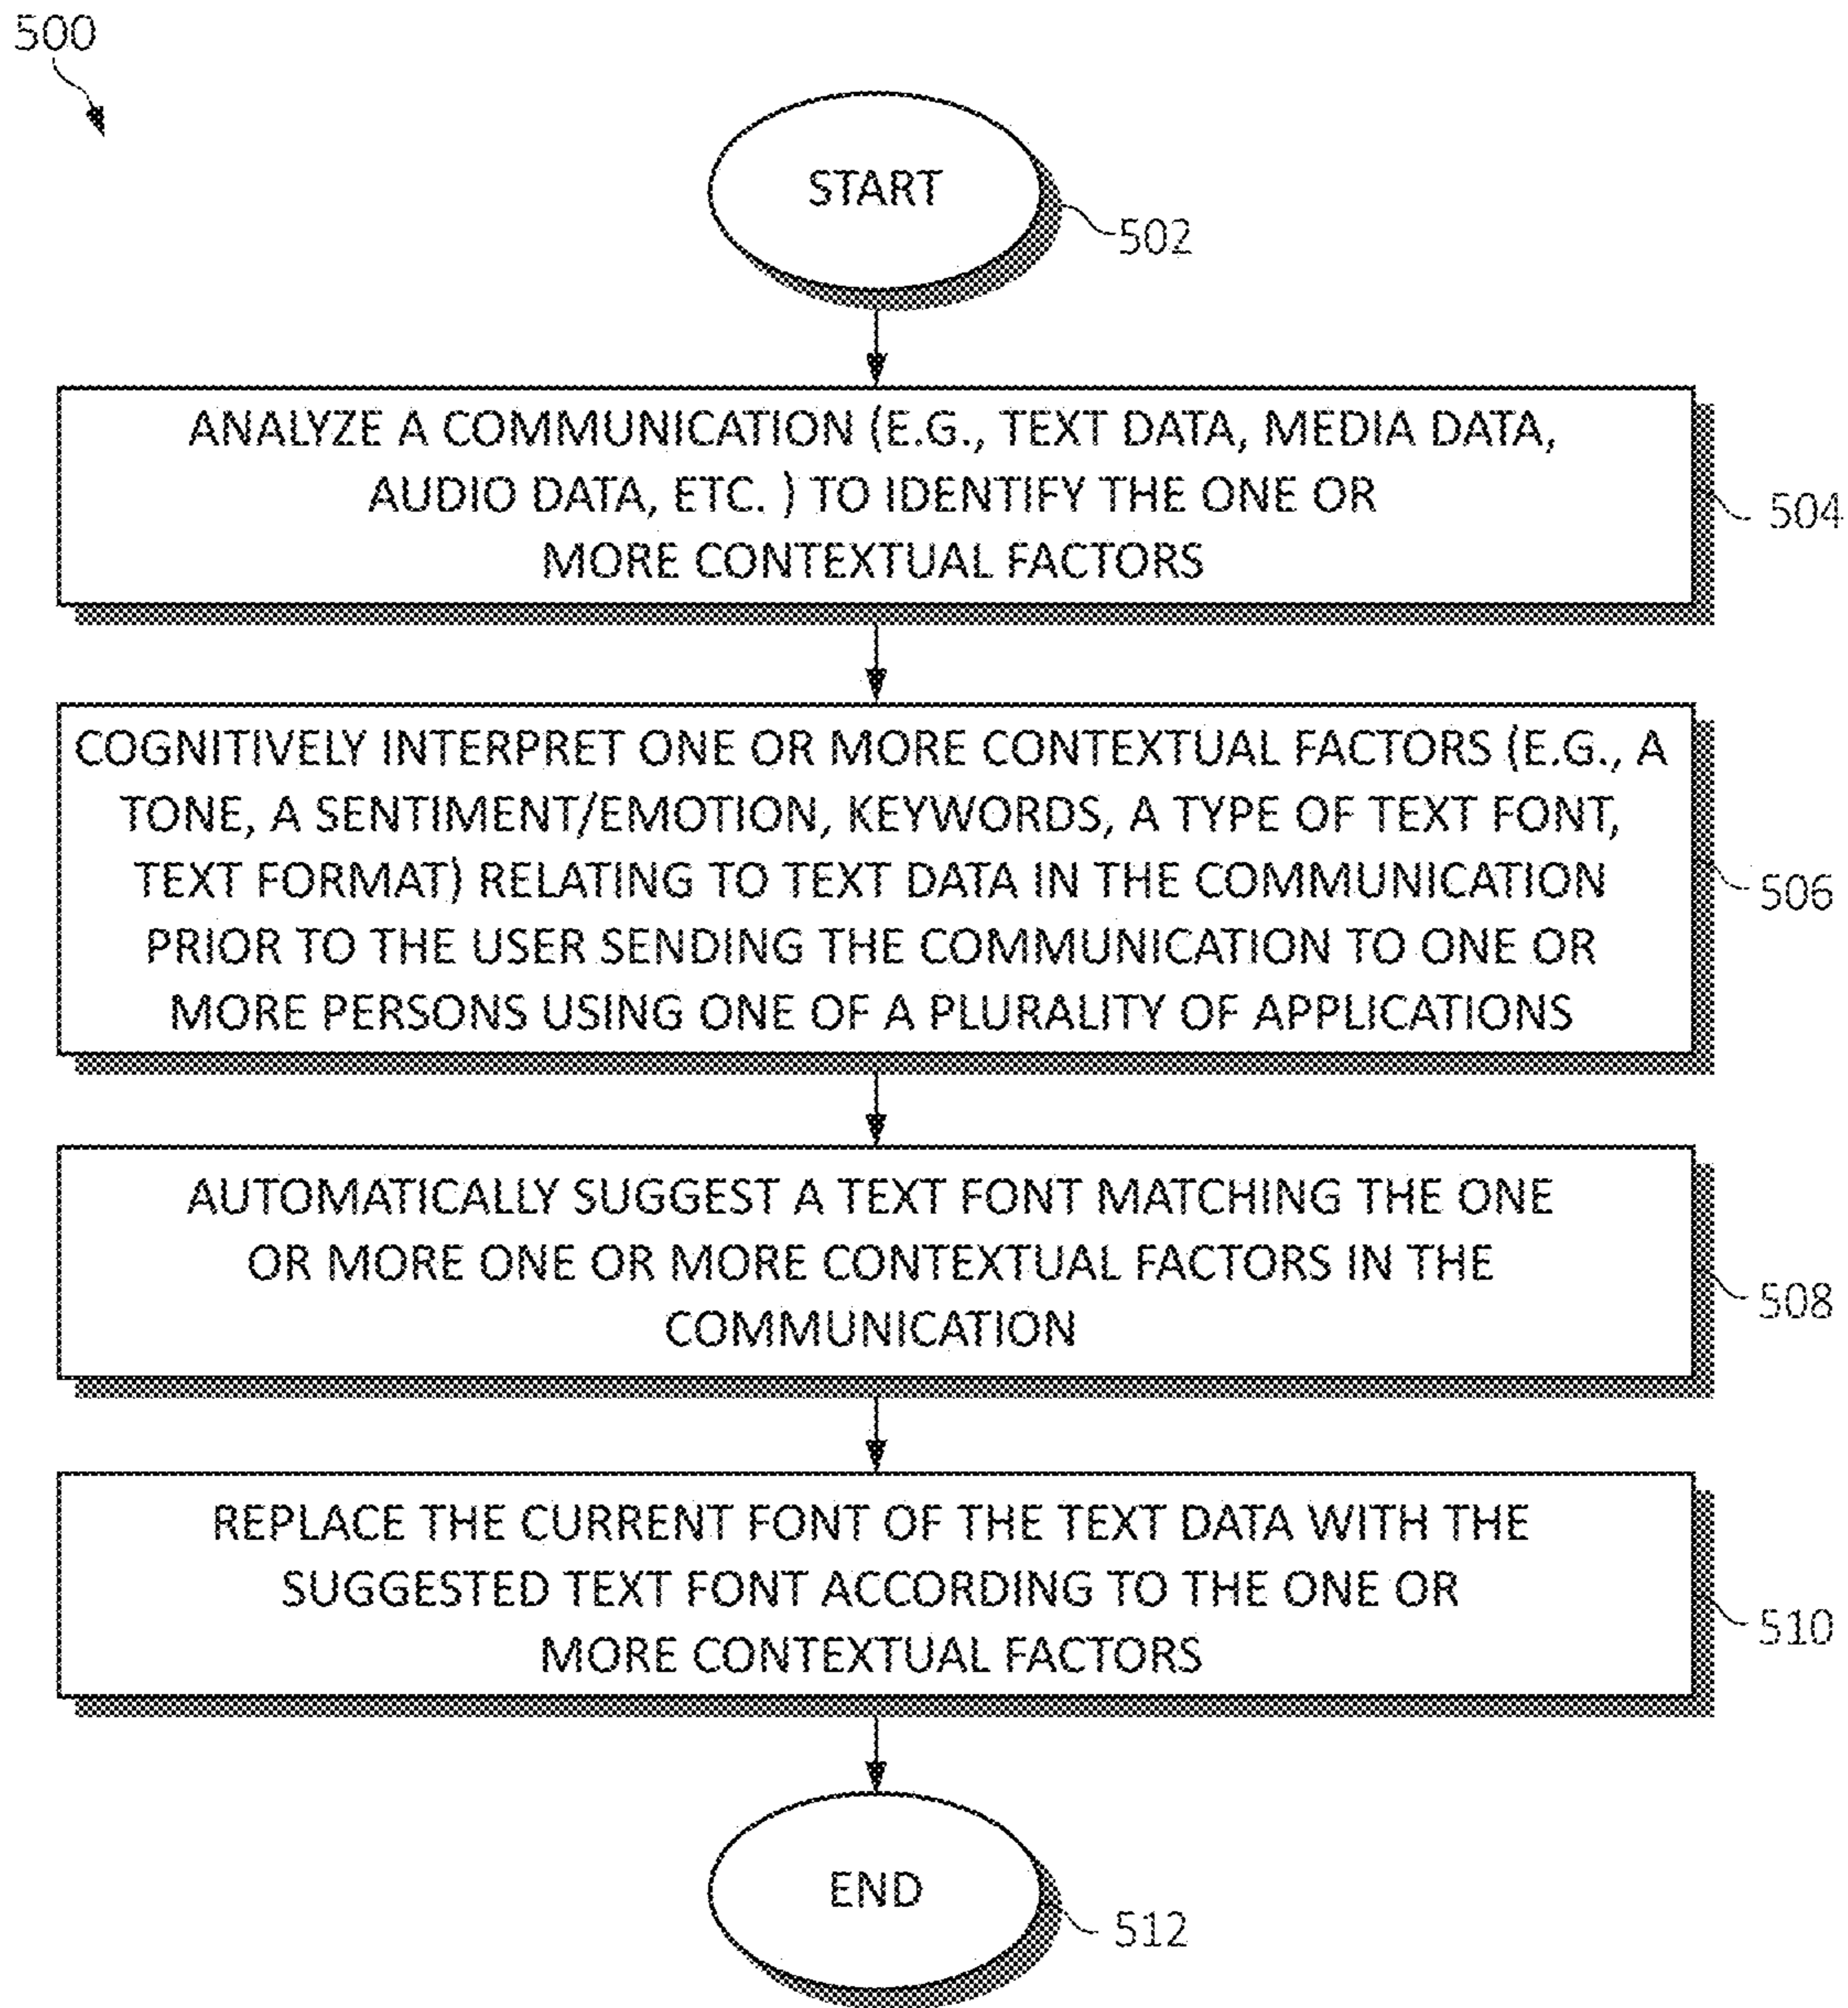 500
START
502
ANALYZE A COMMUNICATION (E.G., TEXT DATA, MEDIA DATA,
AUDIO DATA, ETC. ) TO IDENTIFY THE ONE OR
MORE CONTEXTUAL FACTORS
504
COGNITIVELY INTERPRET ONE OR MORE CONTEXTUAL FACTORS (E.G., A
TONE, A SENTIMENT/EMOTION, KEYWORDS, A TYPE OF TEXT FONT,
TEXT FORMAT) RELATING TO TEXT DATA IN THE COMMUNICATION
PRIOR TO THE USER SENDING THE COMMUNICATION TO ONE OR
MORE PERSONS USING ONE OF A PLURALITY OF APPLICATIONS
506
AUTOMATICALLY SUGGEST A TEXT FONT MATCHING THE ONE
OR MORE ONE OR MORE CONTEXTUAL FACTORS IN THE
COMMUNICATION
508
REPLACE THE CURRENT FONT OF THE TEXT DATA WITH THE
SUGGESTED TEXT FONT ACCORDING TO THE ONE OR
MORE CONTEXTUAL FACTORS
510
END
512